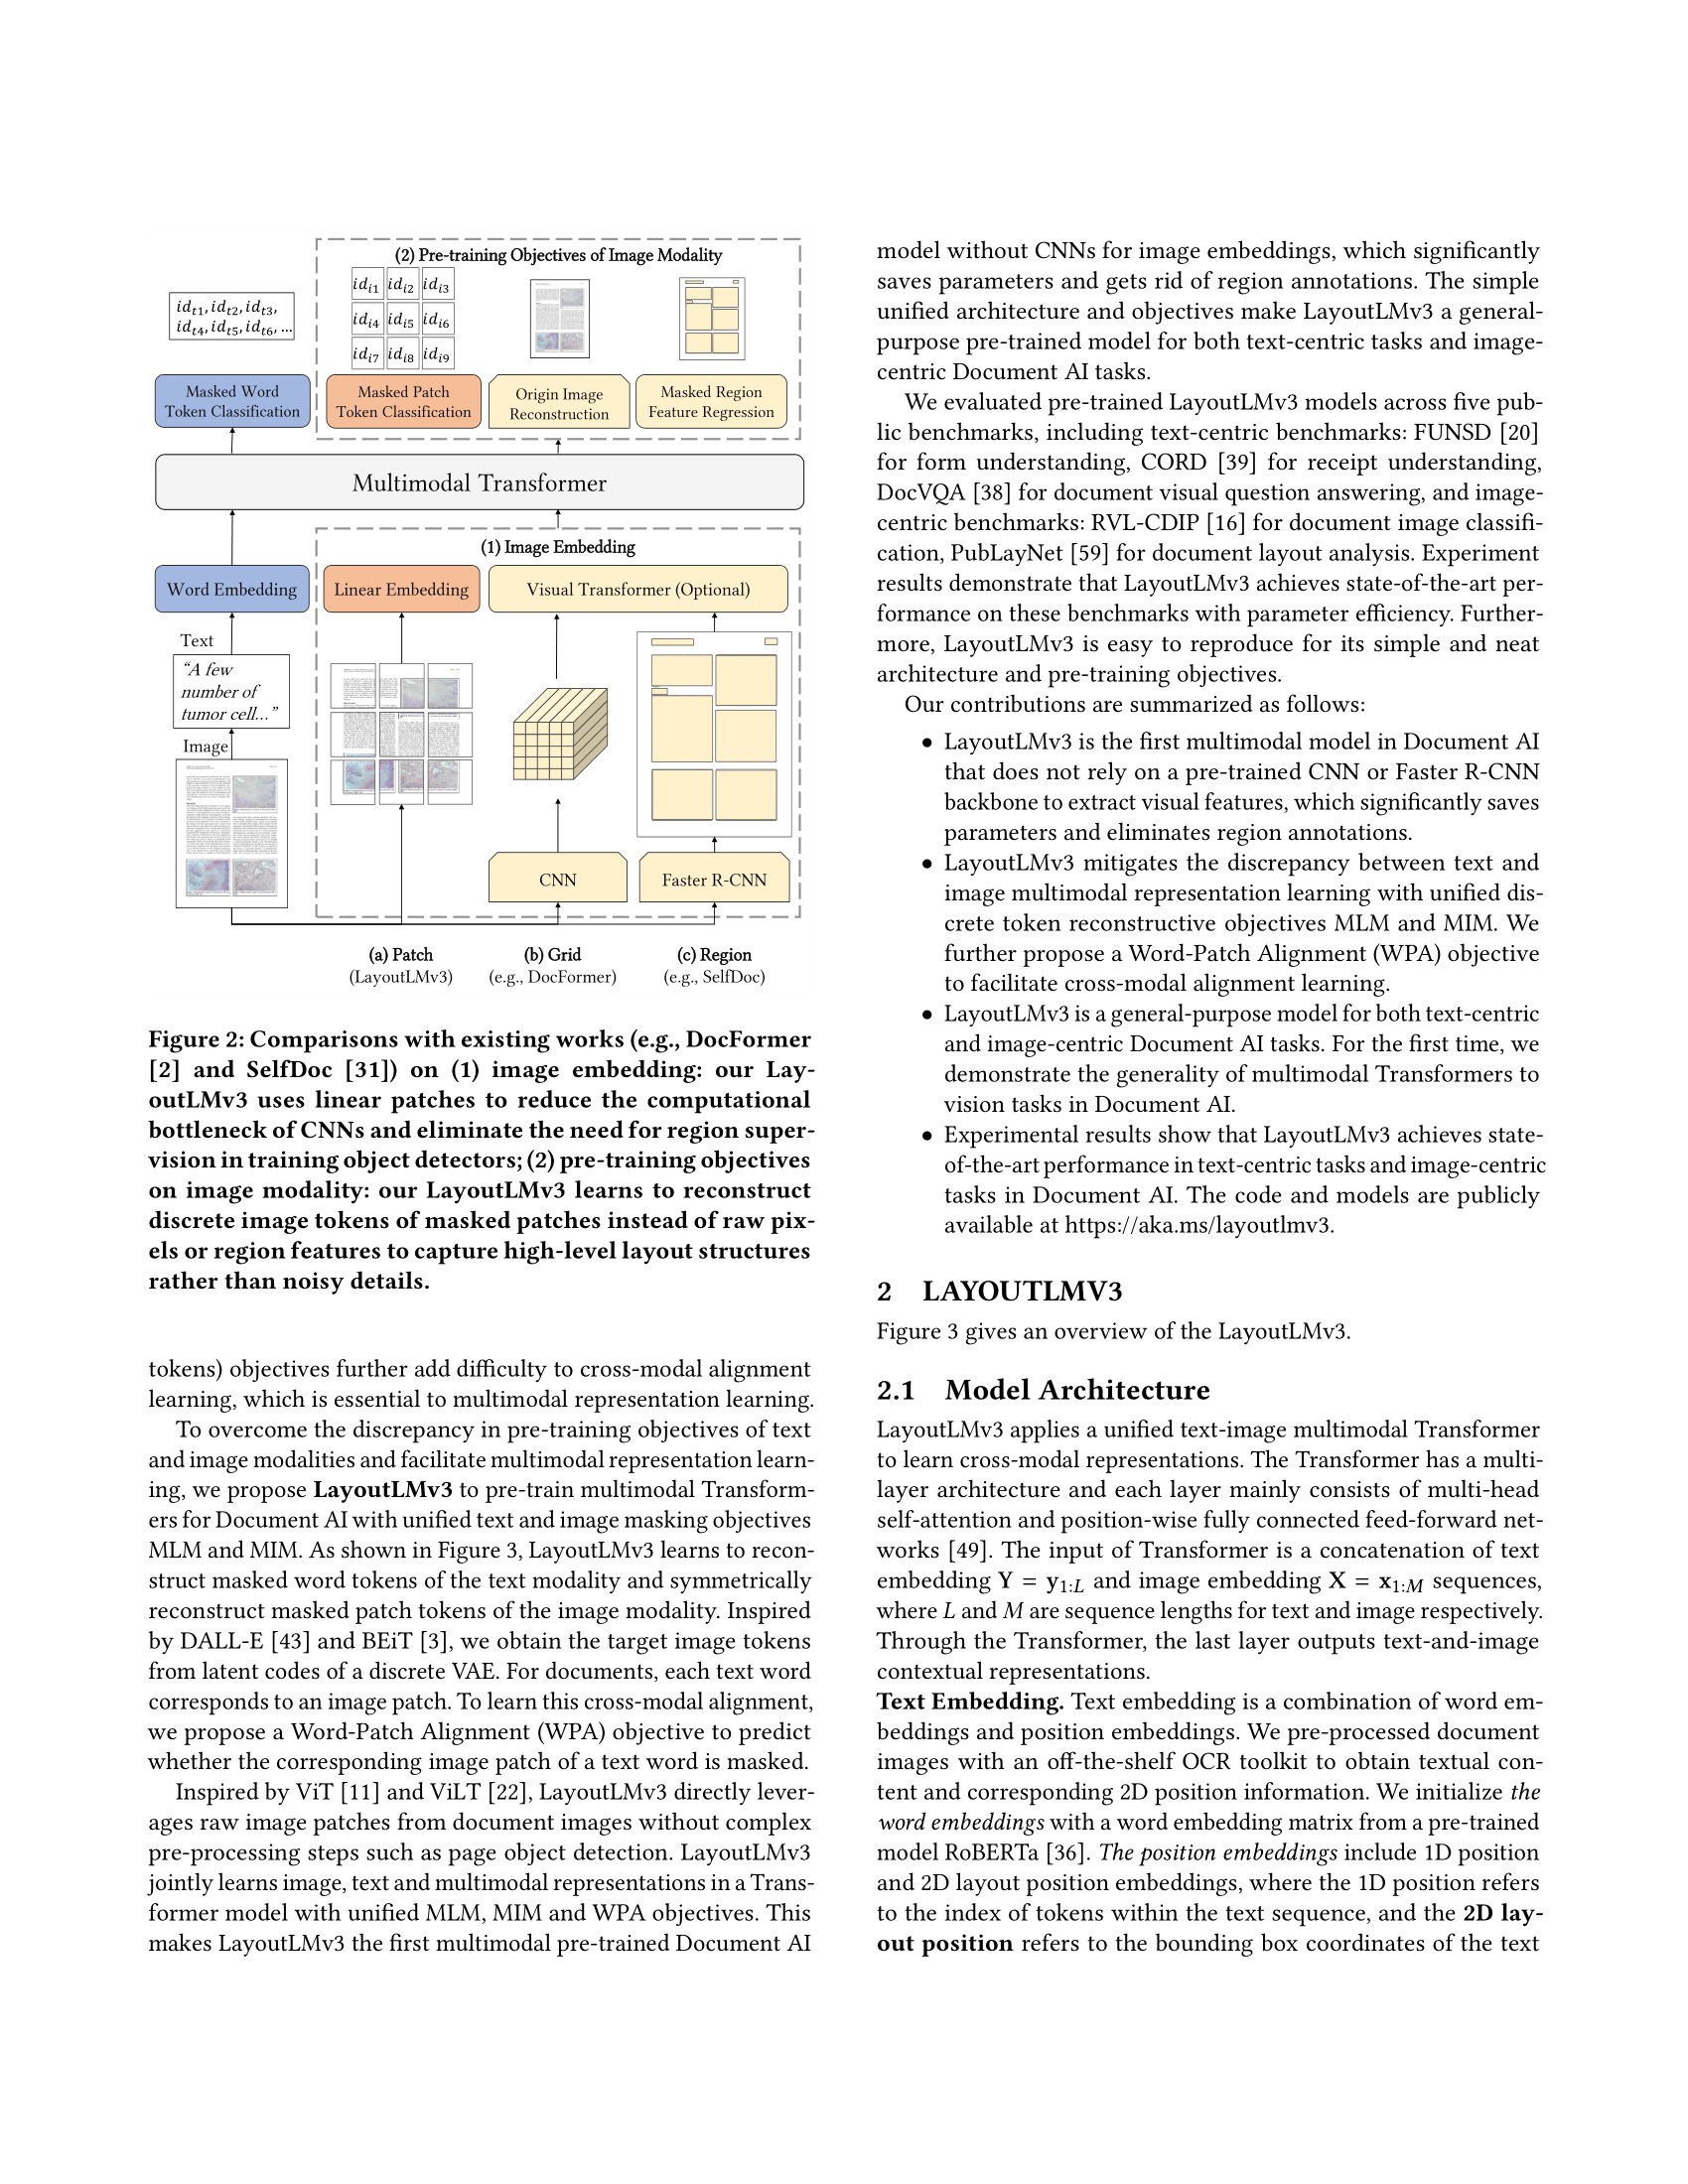 (2) Pre-training Objectives of Image Modality
id_{t1}, id_{t2}, id_{t3},
id_{t4}, id_{t5}, id_{t6}, ...
id_{i1} id_{i2} id_{i3}
id_{i4} id_{i5} id_{i6}
id_{i7} id_{i8} id_{i9}
Masked Word
Token Classification
Masked Patch
Token Classification
Origin Image
Reconstruction
Masked Region
Feature Regression
Multimodal Transformer
(1) Image Embedding
Word Embedding
Linear Embedding
Visual Transformer (Optional)
Text
“A few
number of
tumor cell...”
Image
CNN
Faster R-CNN
(a) Patch
(LayoutLMv3)
(b) Grid
(e.g., DocFormer)
(c) Region
(e.g., SelfDoc)
Figure 2: Comparisons with existing works (e.g., DocFormer
[2] and SelfDoc [31]) on (1) image embedding: our Lay-
outLMv3 uses linear patches to reduce the computational
bottleneck of CNNs and eliminate the need for region super-
vision in training object detectors; (2) pre-training objectives
on image modality: our LayoutLMv3 learns to reconstruct
discrete image tokens of masked patches instead of raw pix-
els or region features to capture high-level layout structures
rather than noisy details.
tokens) objectives further add difficulty to cross-modal alignment
learning, which is essential to multimodal representation learning.
To overcome the discrepancy in pre-training objectives of text
and image modalities and facilitate multimodal representation learn-
ing, we propose LayoutLMv3 to pre-train multimodal Transform-
ers for Document AI with unified text and image masking objectives
MLM and MIM. As shown in Figure 3, LayoutLMv3 learns to recon-
struct masked word tokens of the text modality and symmetrically
reconstruct masked patch tokens of the image modality. Inspired
by DALL-E [43] and BEiT [3], we obtain the target image tokens
from latent codes of a discrete VAE. For documents, each text word
corresponds to an image patch. To learn this cross-modal alignment,
we propose a Word-Patch Alignment (WPA) objective to predict
whether the corresponding image patch of a text word is masked.
Inspired by ViT [11] and ViLT [22], LayoutLMv3 directly lever-
ages raw image patches from document images without complex
pre-processing steps such as page object detection. LayoutLMv3
jointly learns image, text and multimodal representations in a Trans-
former model with unified MLM, MIM and WPA objectives. This
makes LayoutLMv3 the first multimodal pre-trained Document AI
model without CNNs for image embeddings, which significantly
saves parameters and gets rid of region annotations. The simple
unified architecture and objectives make LayoutLMv3 a general-
purpose pre-trained model for both text-centric tasks and image-
centric Document AI tasks.
We evaluated pre-trained LayoutLMv3 models across five pub-
lic benchmarks, including text-centric benchmarks: FUNSD [20]
for form understanding, CORD [39] for receipt understanding,
DocVQA [38] for document visual question answering, and image-
centric benchmarks: RVL-CDIP [16] for document image classifi-
cation, PubLayNet [59] for document layout analysis. Experiment
results demonstrate that LayoutLMv3 achieves state-of-the-art per-
formance on these benchmarks with parameter efficiency. Further-
more, LayoutLMv3 is easy to reproduce for its simple and neat
architecture and pre-training objectives.
Our contributions are summarized as follows:
• LayoutLMv3 is the first multimodal model in Document AI
that does not rely on a pre-trained CNN or Faster R-CNN
backbone to extract visual features, which significantly saves
parameters and eliminates region annotations.
• LayoutLMv3 mitigates the discrepancy between text and
image multimodal representation learning with unified dis-
crete token reconstructive objectives MLM and MIM. We
further propose a Word-Patch Alignment (WPA) objective
to facilitate cross-modal alignment learning.
• LayoutLMv3 is a general-purpose model for both text-centric
and image-centric Document AI tasks. For the first time, we
demonstrate the generality of multimodal Transformers to
vision tasks in Document AI.
• Experimental results show that LayoutLMv3 achieves state-
of-the-art performance in text-centric tasks and image-centric
tasks in Document AI. The code and models are publicly
available at https://aka.ms/layoutlmv3.
2 LAYOUTLMV3
Figure 3 gives an overview of the LayoutLMv3.
2.1 Model Architecture
LayoutLMv3 applies a unified text-image multimodal Transformer
to learn cross-modal representations. The Transformer has a multi-
layer architecture and each layer mainly consists of multi-head
self-attention and position-wise fully connected feed-forward net-
works [49]. The input of Transformer is a concatenation of text
embedding Y = y_{1:L} and image embedding X = x_{1:M} sequences,
where L and M are sequence lengths for text and image respectively.
Through the Transformer, the last layer outputs text-and-image
contextual representations.
Text Embedding. Text embedding is a combination of word em-
beddings and position embeddings. We pre-processed document
images with an off-the-shelf OCR toolkit to obtain textual con-
tent and corresponding 2D position information. We initialize the
word embeddings with a word embedding matrix from a pre-trained
model RoBERTa [36]. The position embeddings include 1D position
and 2D layout position embeddings, where the 1D position refers
to the index of tokens within the text sequence, and the 2D lay-
out position refers to the bounding box coordinates of the text